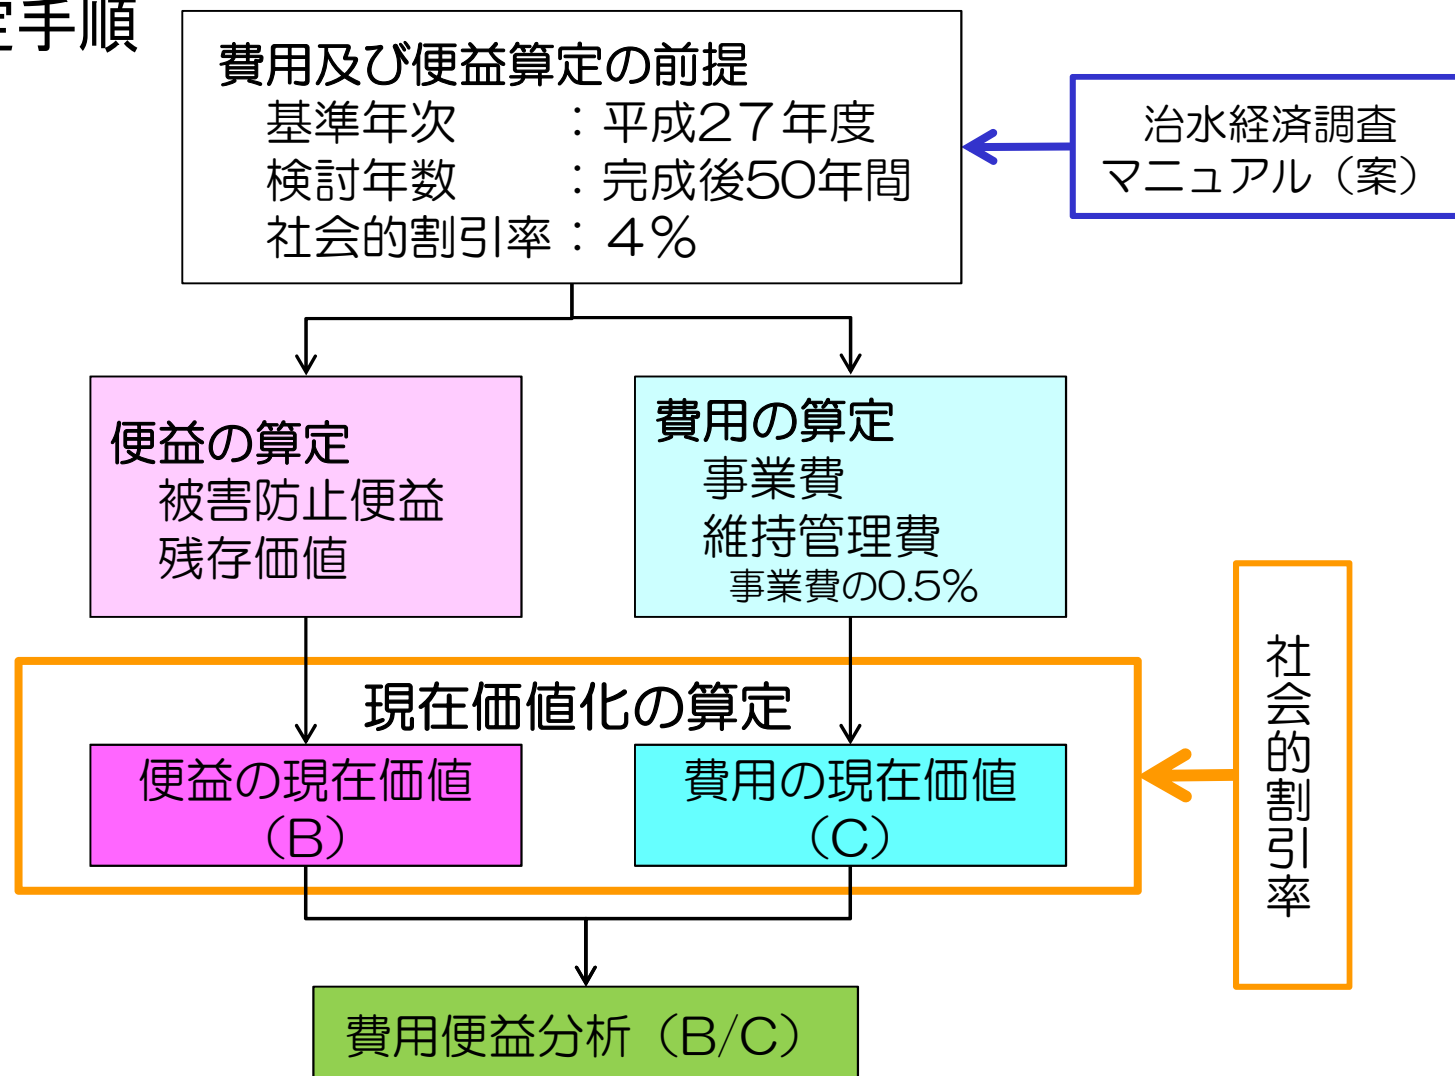 定手順
費用及び便益算定の前提
基準年次　　　：平成２７年度
検討年数　　　：完成後50年間
社会的割引率：４％
治水経済調査
マニュアル（案）
便益の算定
被害防止便益
残存価値
費用の算定
事業費
維持管理費
事業費の0.5%
現在価値化の算定
便益の現在価値
（B）
費用の現在価値
（C）
社会的割引率
費用便益分析（B/C）